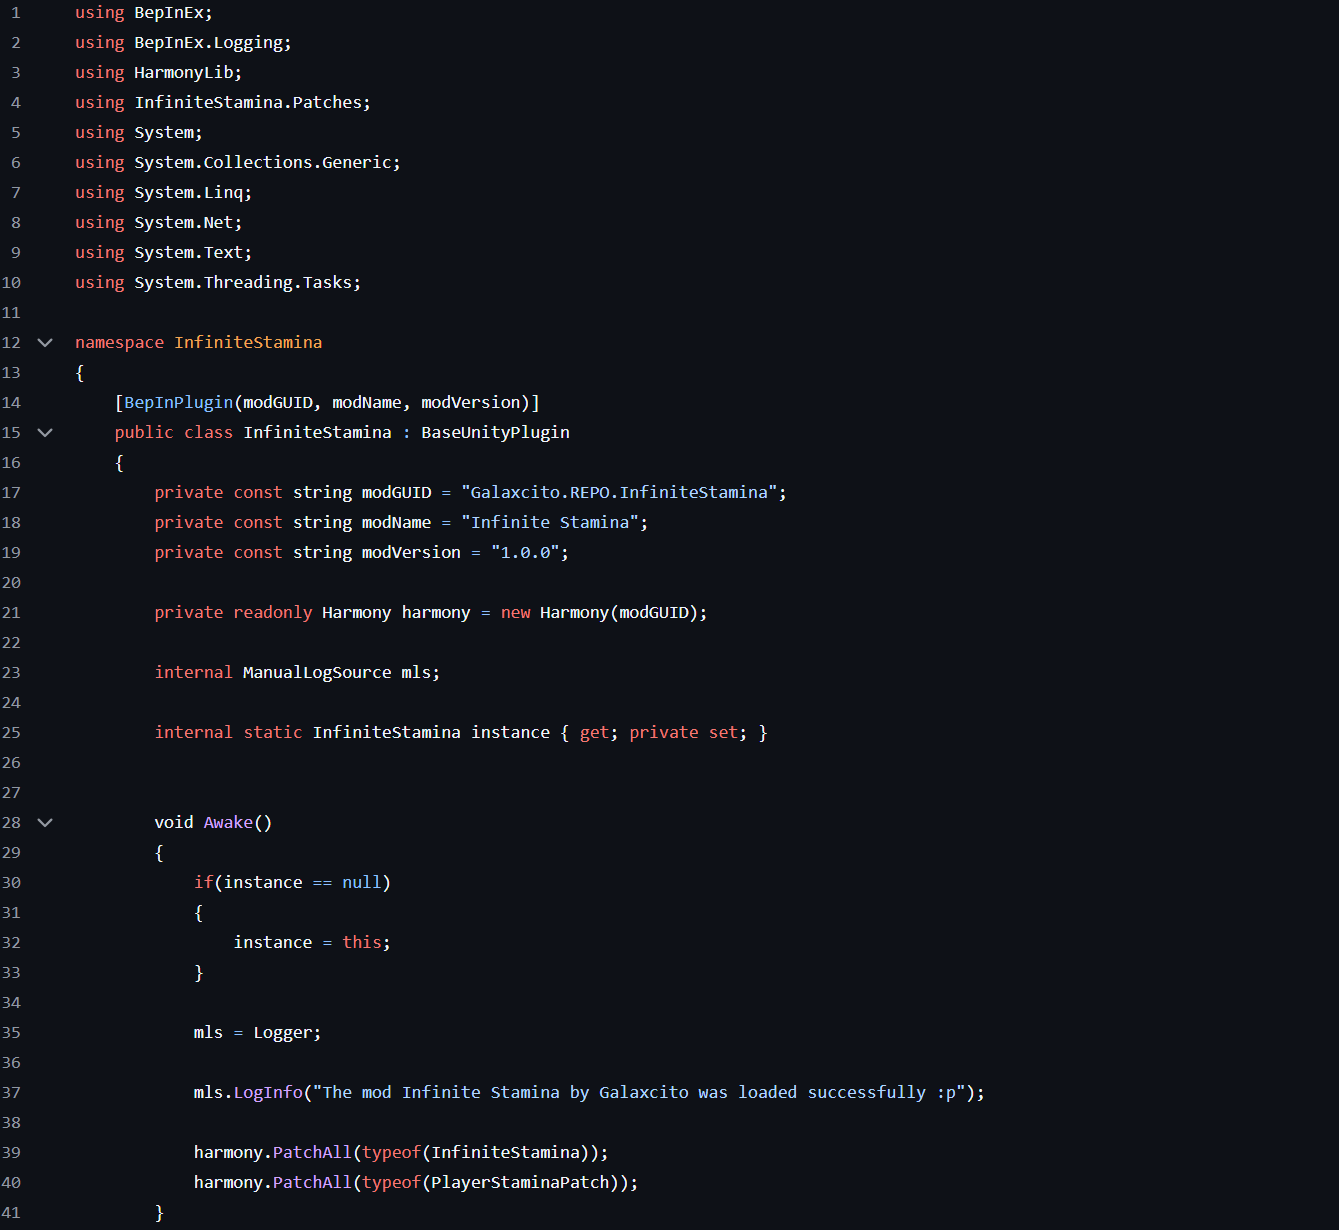 1 using BepInEx;
2 using BepInEx.Logging;
3 using HarmonyLib;
4 using InfiniteStamina.Patches;
5 using System;
6 using System.Collections.Generic;
7 using System.Linq;
8 using System.Net;
9 using System.Text;
10 using System.Threading.Tasks;
11
12 namespace InfiniteStamina
13 {
14     [BepInPlugin(modGUID, modName, modVersion)]
15     public class InfiniteStamina : BaseUnityPlugin
16     {
17         private const string modGUID = "Galaxcito.REPO.InfiniteStamina";
18         private const string modName = "Infinite Stamina";
19         private const string modVersion = "1.0.0";
20
21         private readonly Harmony harmony = new Harmony(modGUID);
22
23         internal ManualLogSource mls;
24
25         internal static InfiniteStamina instance { get; private set; }
26
27
28         void Awake()
29         {
30             if(instance == null)
31             {
32                 instance = this;
33             }
34
35             mls = Logger;
36
37             mls.LogInfo("The mod Infinite Stamina by Galaxcito was loaded successfully :p");
38
39             harmony.PatchAll(typeof(InfiniteStamina));
40             harmony.PatchAll(typeof(PlayerStaminaPatch));
41         }